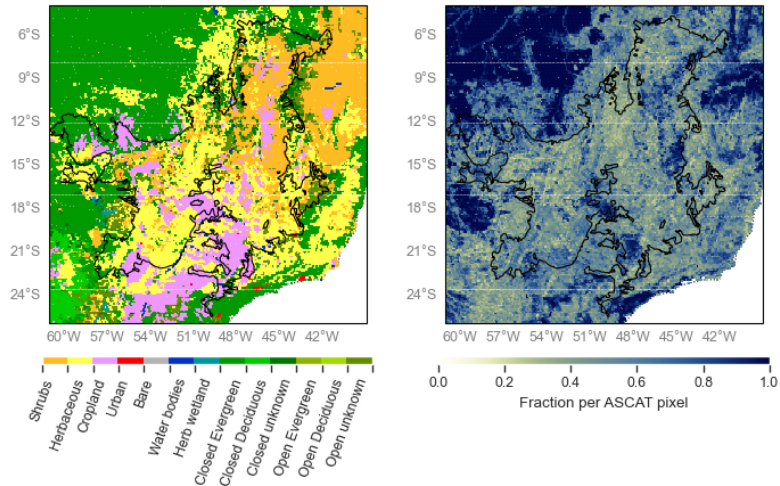 6°S
9°S
12°S
15°S
18°S
21°S
24°S
60°W 57°W 54°W 51°W 48°W 45°W 42°W
Shrubs
Herbaceous
Cropland
Urban
Bare
Water bodies
Herb wetland
Closed Evergreen
Closed Deciduous
Closed unknown
Open Evergreen
Open Deciduous
Open unknown
6°S
9°S
12°S
15°S
18°S
21°S
24°S
60°W 57°W 54°W 51°W 48°W 45°W 42°W
0.0 0.2 0.4 0.6 0.8 1.0
Fraction per ASCAT pixel